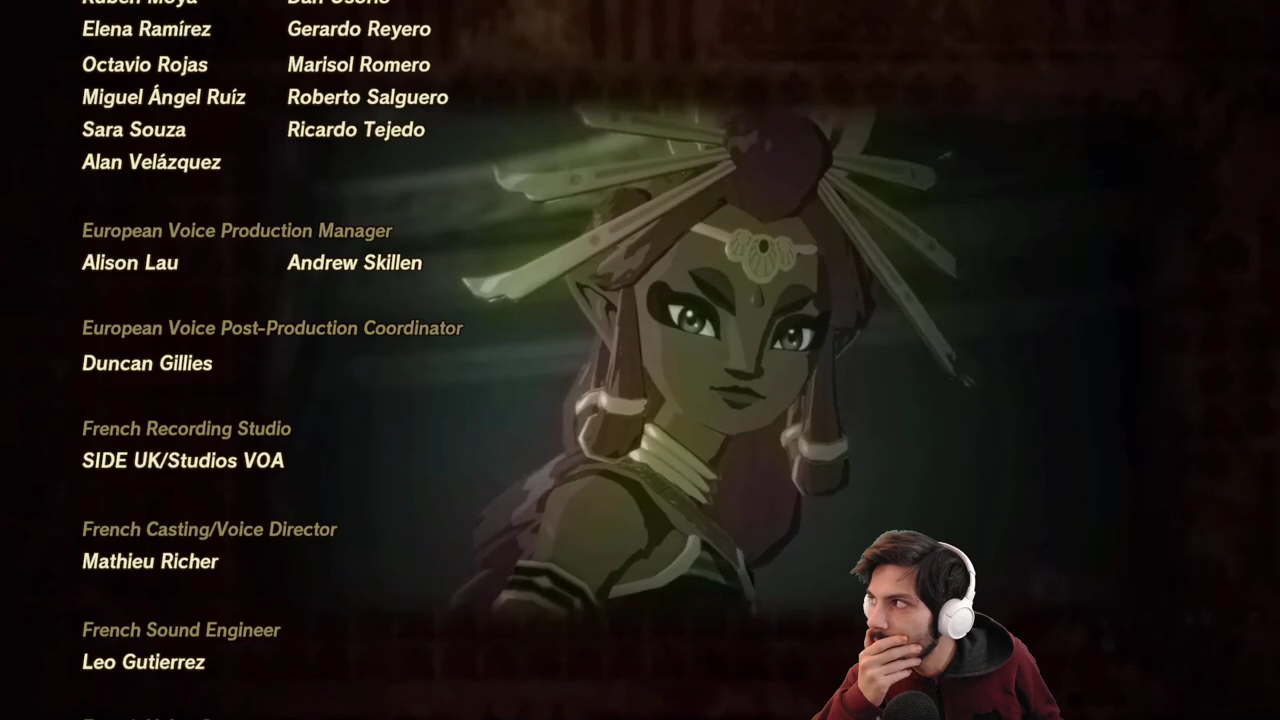 Elena Ramírez Gerardo Reyero
Octavio Rojas Marisol Romero
Miguel Ángel Ruíz Roberto Salguero
Sara Souza Ricardo Tejedo
Alan Velázquez
European Voice Production Manager
Alison Lau Andrew Skillen
European Voice Post-Production Coordinator
Duncan Gillies
French Recording Studio
SIDE UK/Studios VOA
French Casting/Voice Director
Mathieu Richer
French Sound Engineer
Leo Gutierrez